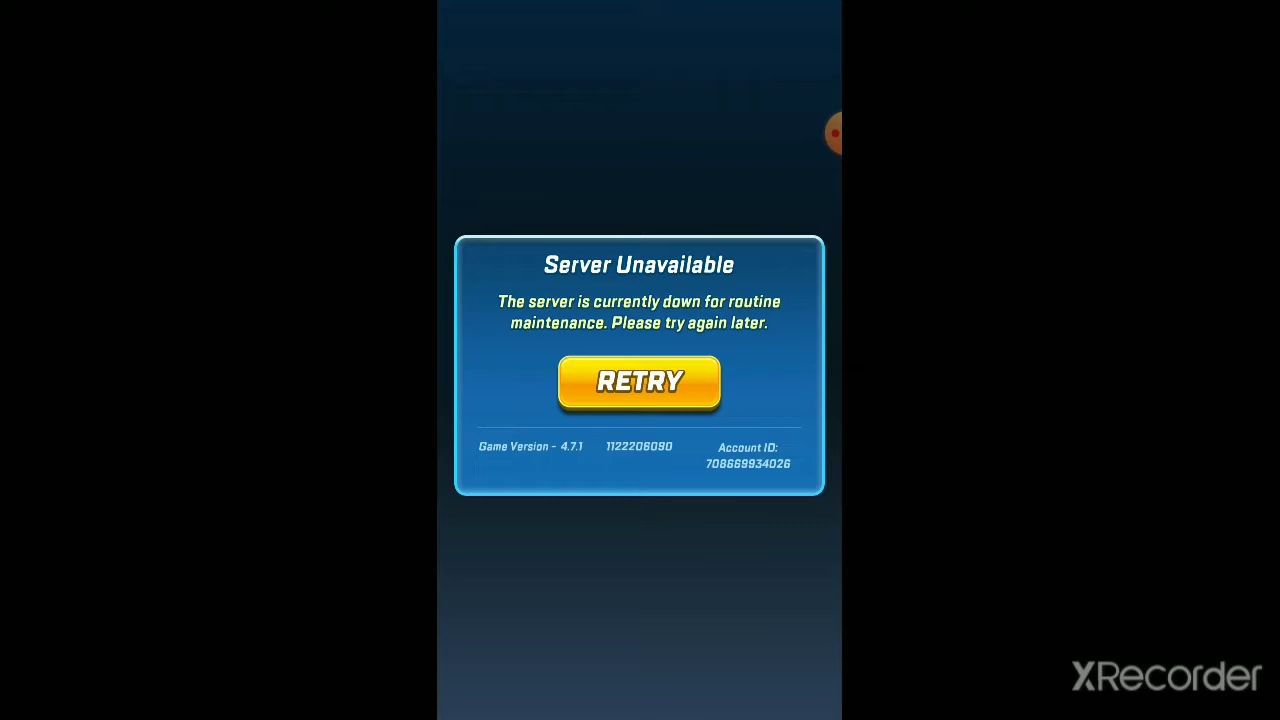 Server Unavailable
The server is currently down for routine
maintenance. Please try again later.
RETRY
Game Version - 4.7.1 1122206090 Account ID:
708669934026
XRecorder